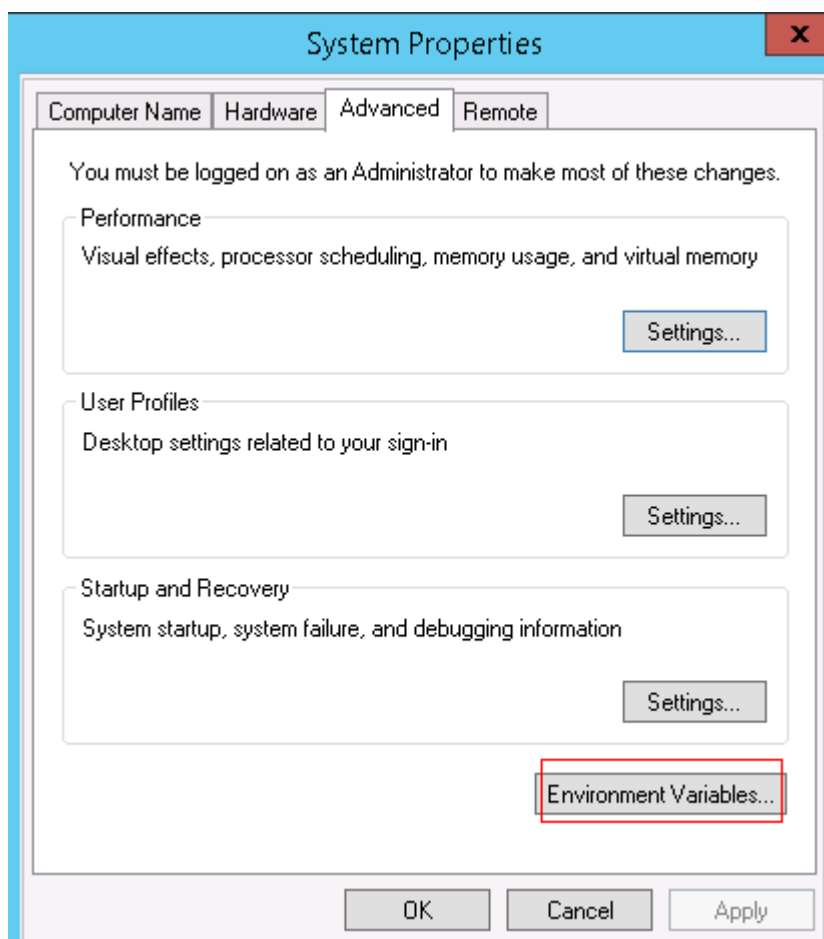 System Properties
x
Computer Name Hardware Advanced Remote
You must be logged on as an Administrator to make most of these changes.
Performance
Visual effects, processor scheduling, memory usage, and virtual memory
Settings...
User Profiles
Desktop settings related to your sign-in
Settings...
Startup and Recovery
System startup, system failure, and debugging information
Settings...
Environment Variables...
OK Cancel Apply